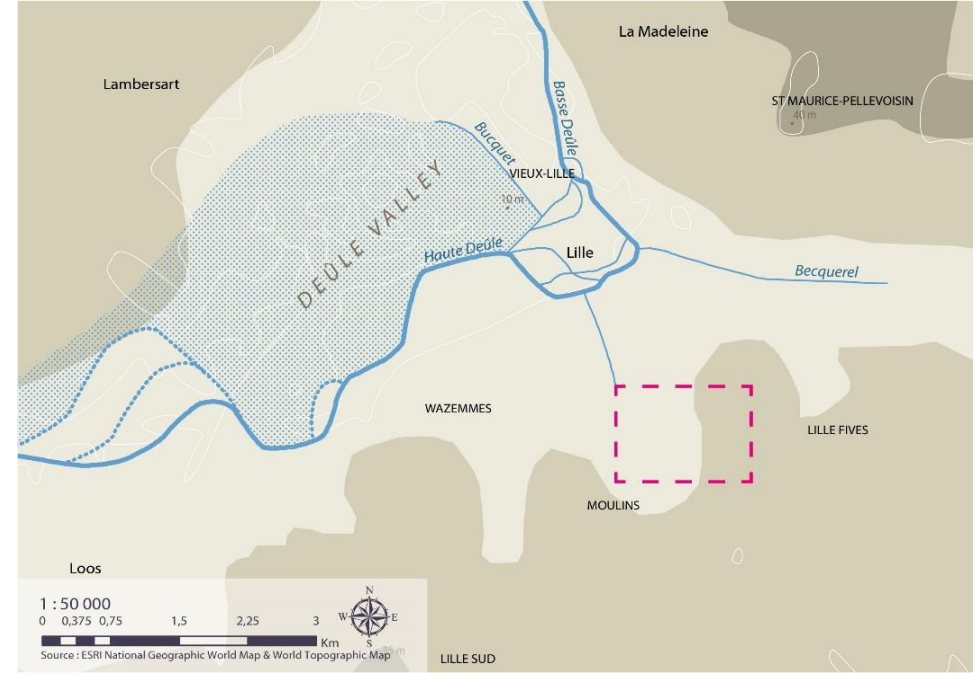 La Madeleine
Lambersart
ST MAURICE-PELLEVOISIN
40 m
Basse Deûle
Bucquet
VIEUX-LILLE
10 m
DEÛLE VALLEY
Haute Deûle
Lille
Becquerel
WAZEMMES
LILLE FIVES
MOULINS
Loos
1 : 50 000
0 0,375 0,75 1,5 2,25 3
Km
N
W E
S
Source : ESRI National Geographic World Map & World Topographic Map
LILLE SUD